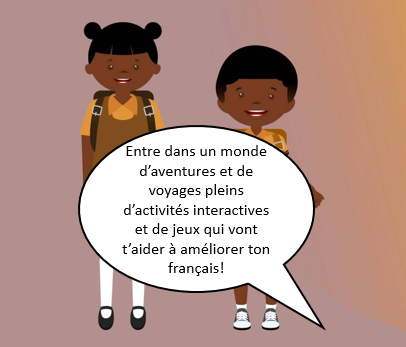 Entre dans un monde
d’aventures et de
voyages pleins
d’activités interactives
et de jeux qui vont
t’aider à améliorer ton
français!